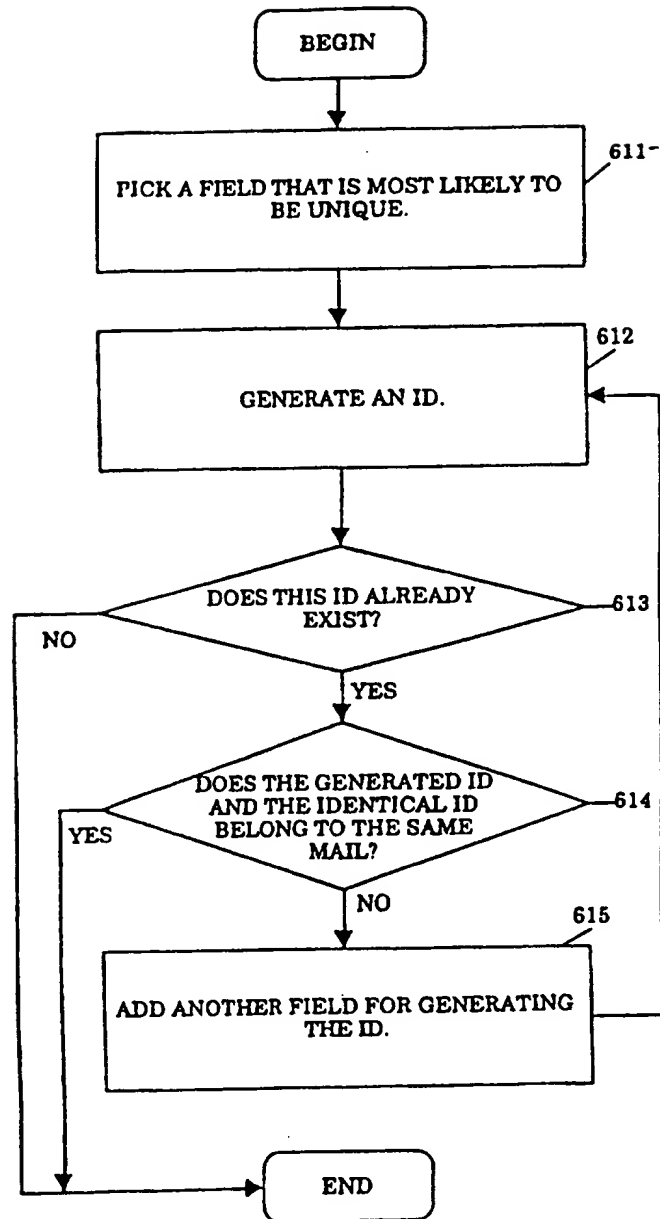 BEGIN
611
PICK A FIELD THAT IS MOST LIKELY TO
BE UNIQUE.
612
GENERATE AN ID.
DOES THIS ID ALREADY
EXIST?
613
NO
YES
DOES THE GENERATED ID
AND THE IDENTICAL ID
BELONG TO THE SAME
MAIL?
614
YES
NO
615
ADD ANOTHER FIELD FOR GENERATING
THE ID.
END